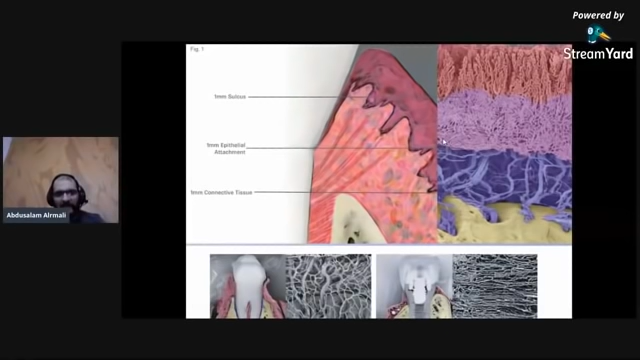 Powered by
StreamYard
Fig. 1
1mm Sulcus
1mm Epithelial
Attachment
1mm Connective Tissue
Abdusalam Alrmali